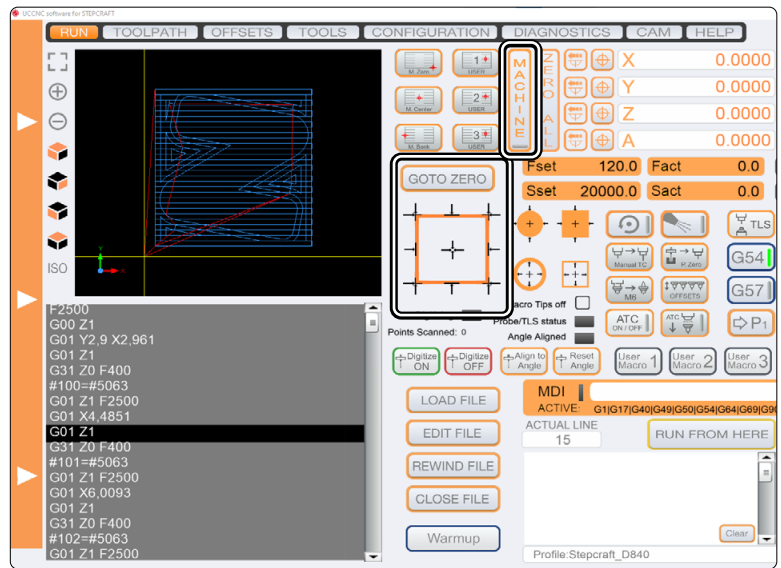 UCCNC software for STEPCRAFT
RUN TOOLPATH OFFSETS TOOLS CONFIGURATION DIAGNOSTICS CAM HELP
ISO
Y
X
M. Zero
1
USER
M. Center
2
USER
M. Back
3
USER
MACHINE
ZERO ALL
X 0.0000
Y 0.0000
Z 0.0000
A 0.0000
GOTO ZERO
Fset 120.0 Fact 0.0
Sset 20000.0 Sact 0.0
TLS
Manual TC
P. Zero
G54
M6
OFFSETS
G57
ATC
ON / OFF
ATC
P1
acro Tips off
Probe/TLS status
Points Scanned: 0
Angle Aligned
Digitize
ON
Digitize
OFF
Align to
Angle
Reset
Angle
User
Macro 1
User
Macro 2
User
Macro 3
F2500
G00 Z1
G01 Y2,9 X2,961
G01 Z1
G31 Z0 F400
#100=#5063
G01 Z1 F2500
G01 X4,4851
G01 Z1
G31 Z0 F400
#101=#5063
G01 Z1 F2500
G01 X6,0093
G01 Z1
G31 Z0 F400
#102=#5063
G01 Z1 F2500
LOAD FILE
EDIT FILE
REWIND FILE
CLOSE FILE
Warmup
MDI
ACTIVE: G1|G17|G40|G49|G50|G54|G64|G69|G90
ACTUAL LINE
15
RUN FROM HERE
Clear
Profile:Stepcraft_D840